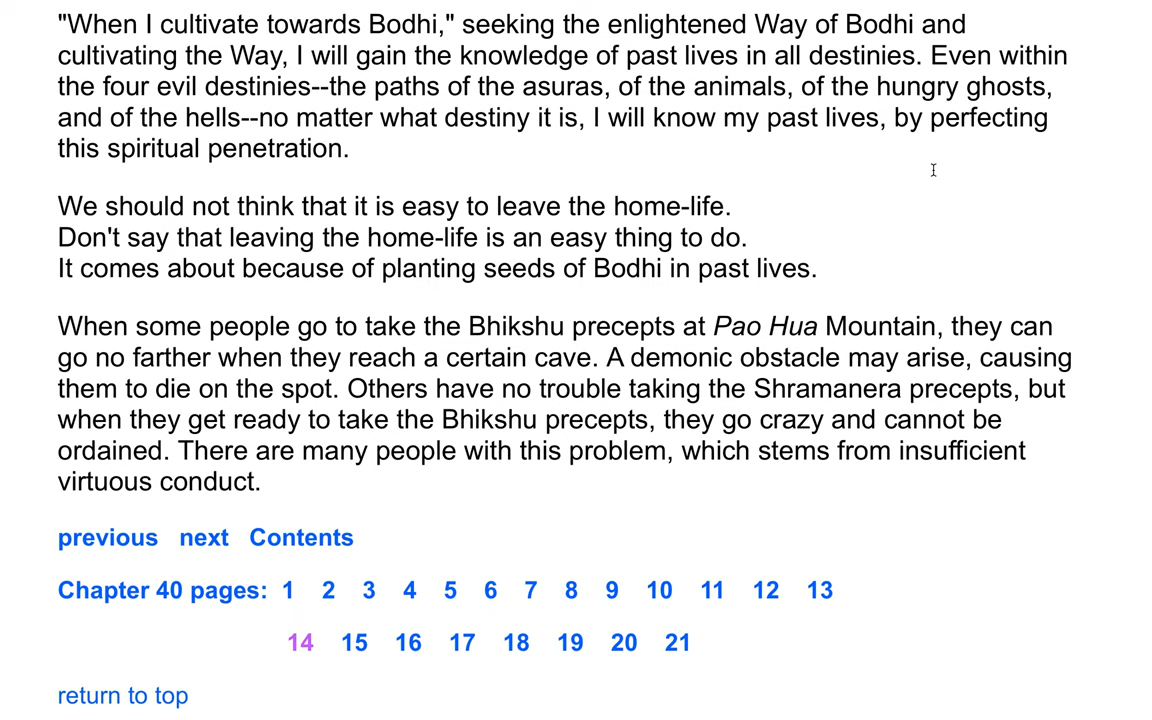 "When I cultivate towards Bodhi," seeking the enlightened Way of Bodhi and
cultivating the Way, I will gain the knowledge of past lives in all destinies. Even within
the four evil destinies--the paths of the asuras, of the animals, of the hungry ghosts,
and of the hells--no matter what destiny it is, I will know my past lives, by perfecting
this spiritual penetration.
We should not think that it is easy to leave the home-life.
Don't say that leaving the home-life is an easy thing to do.
It comes about because of planting seeds of Bodhi in past lives.
When some people go to take the Bhikshu precepts at Pao Hua Mountain, they can
go no farther when they reach a certain cave. A demonic obstacle may arise, causing
them to die on the spot. Others have no trouble taking the Shramanera precepts, but
when they get ready to take the Bhikshu precepts, they go crazy and cannot be
ordained. There are many people with this problem, which stems from insufficient
virtuous conduct.
previous next Contents
Chapter 40 pages: 1 2 3 4 5 6 7 8 9 10 11 12 13
14 15 16 17 18 19 20 21
return to top